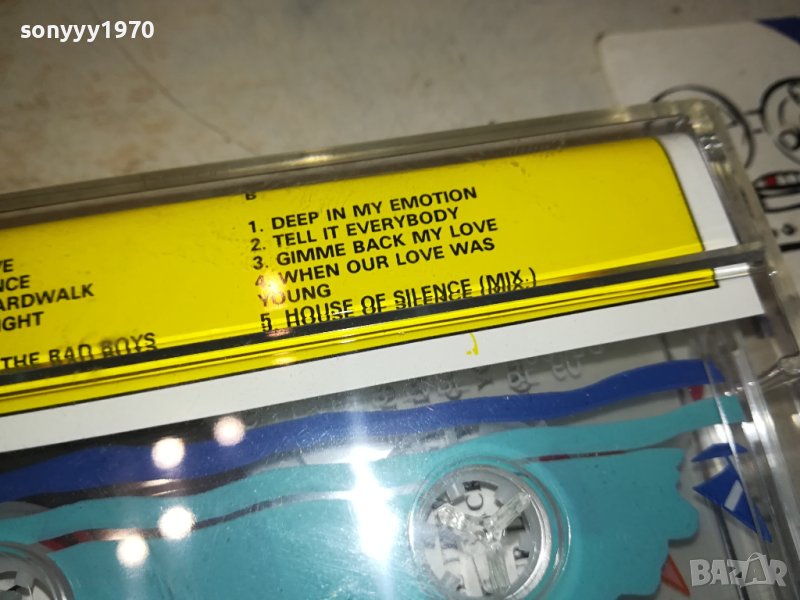 sonyyy1970
B
1. DEEP IN MY EMOTION
2. TELL IT EVERYBODY
3. GIMME BACK MY LOVE
4. WHEN OUR LOVE WAS
YOUNG
5. HOUSE OF SILENCE (MIX.)
VE
NCE
ARDWALK
IGHT
THE BAD BOYS
BAZAR